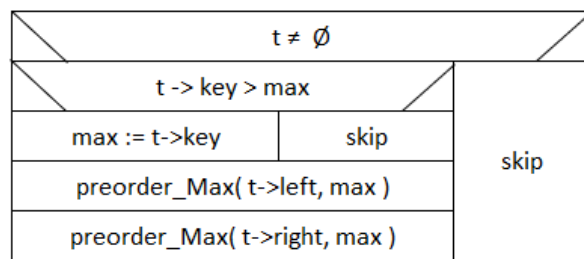 t ≠ Ø
t -> key > max
max := t->key
skip
skip
preorder_Max( t->left, max )
preorder_Max( t->right, max )